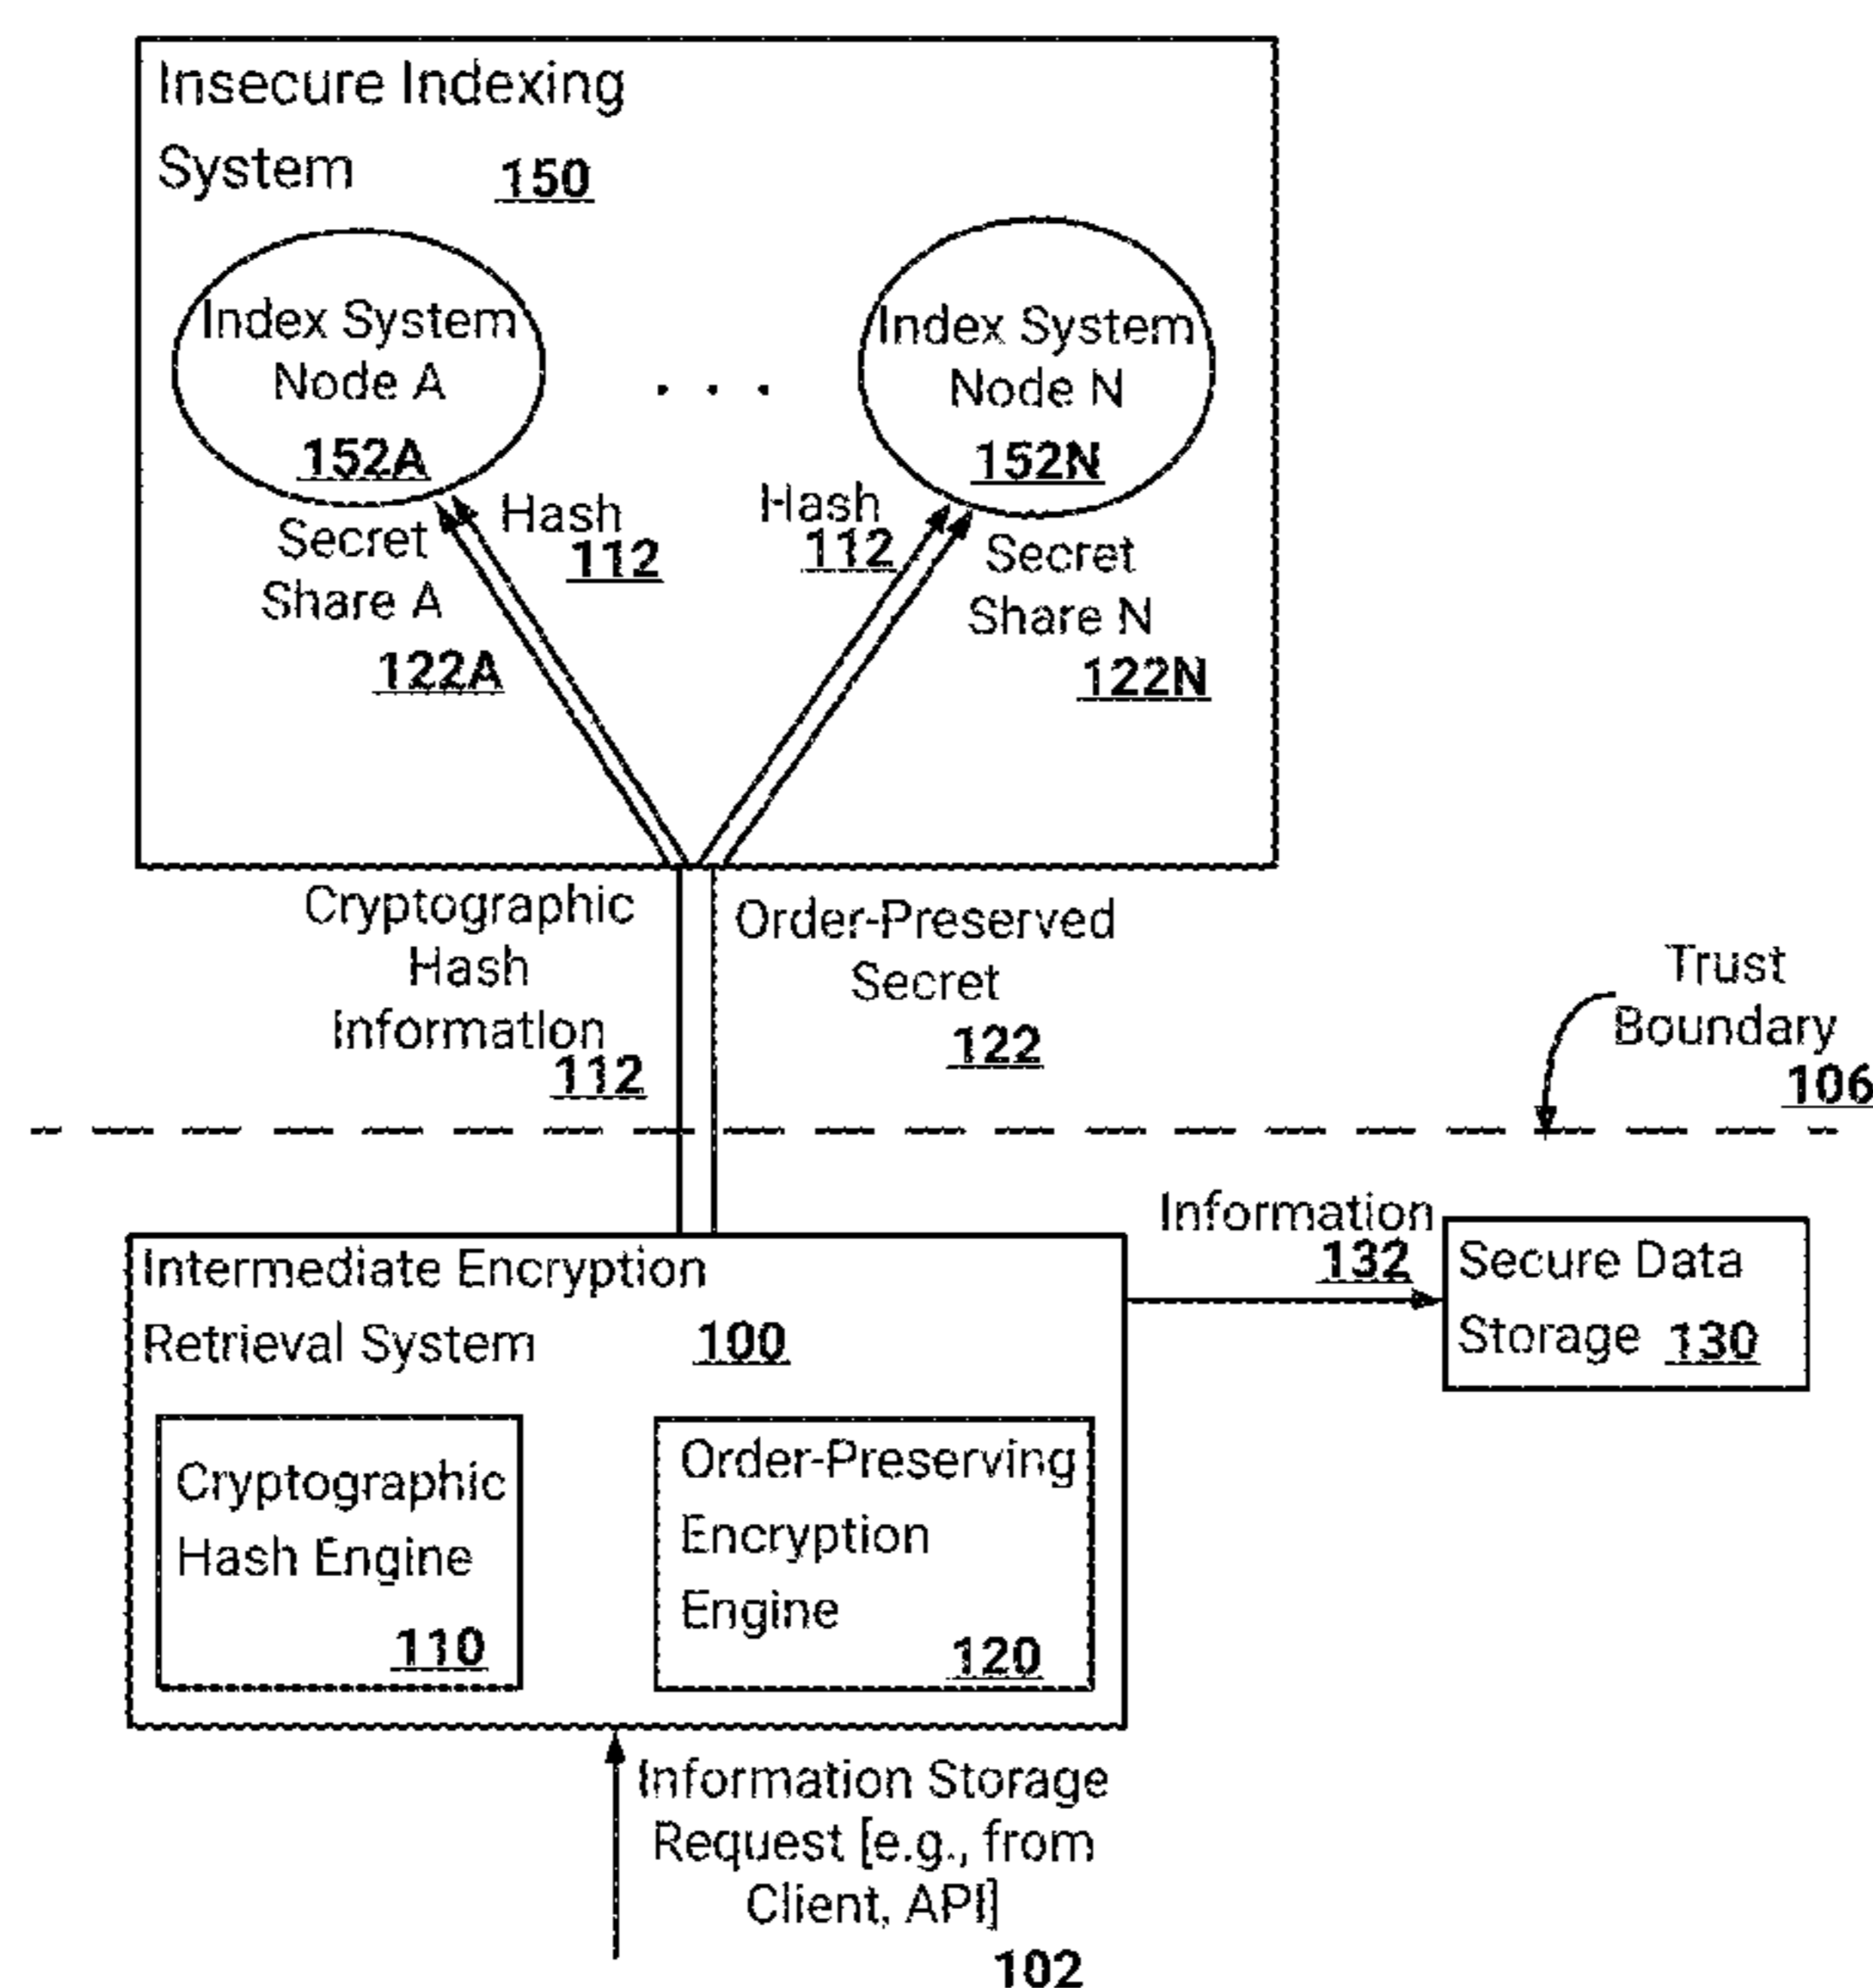 Insecure Indexing
System 150
Index System
Node A
152A
. . .
Index System
Node N
152N
Secret
Share A
122A
Hash
112
Hash
112
Secret
Share N
122N
Cryptographic
Hash
Information
112
Order-Preserved
Secret
122
Trust
Boundary
106
Information
132
Secure Data
Storage 130
Intermediate Encryption
Retrieval System 100
Cryptographic
Hash Engine
110
Order-Preserving
Encryption
Engine
120
Information Storage
Request [e.g., from
Client, API]
102